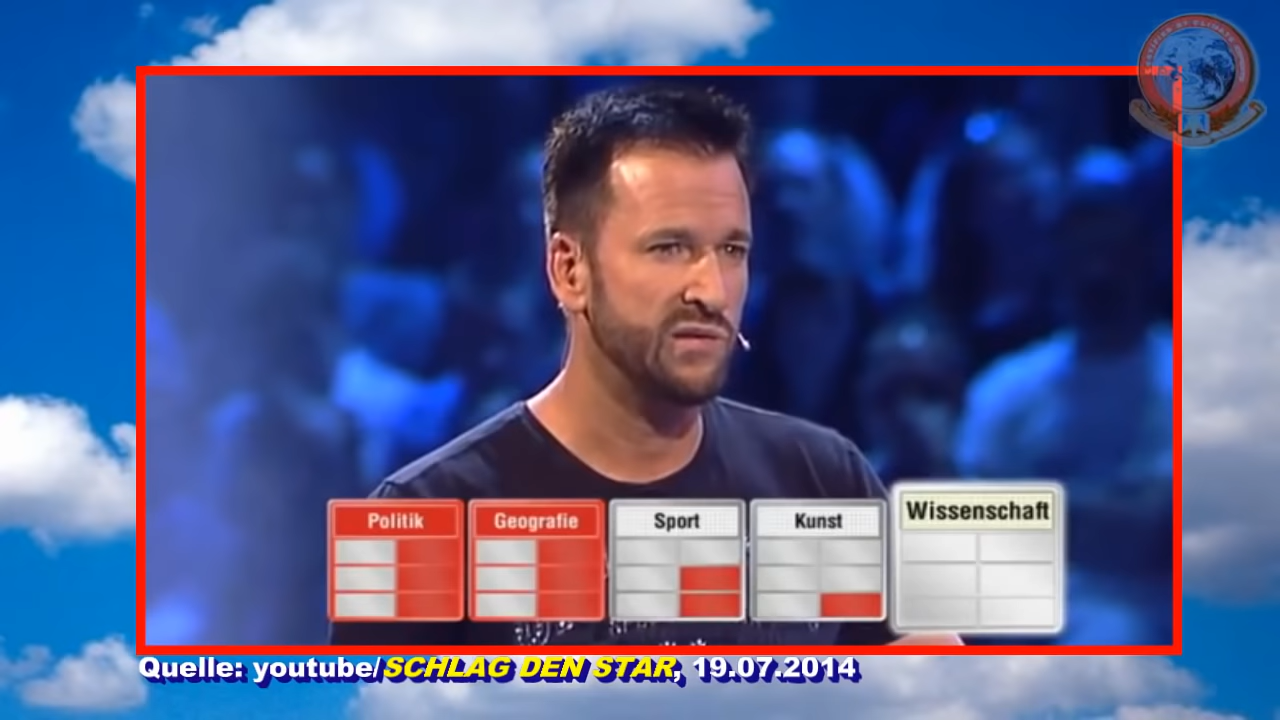 Politik
Geografie
Sport
Kunst
Wissenschaft
Quelle: youtube/SCHLAG DEN STAR, 19.07.2014